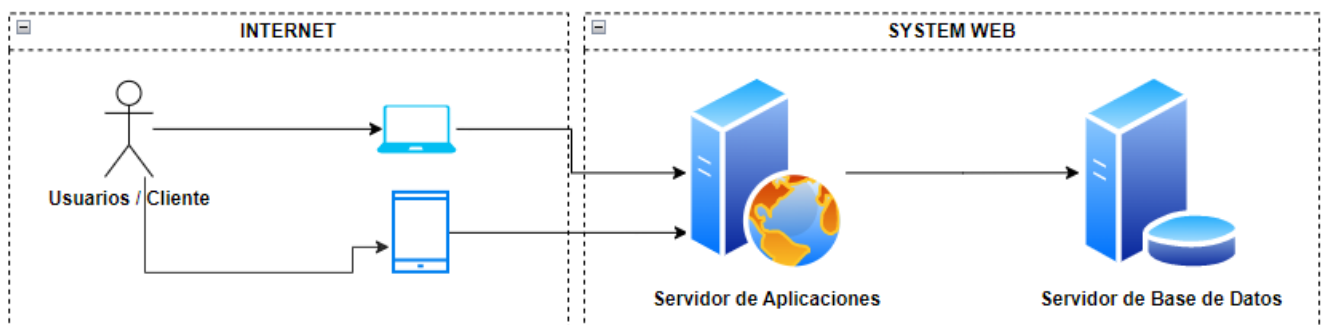 INTERNET
SYSTEM WEB
Usuarios / Cliente
Servidor de Aplicaciones
Servidor de Base de Datos